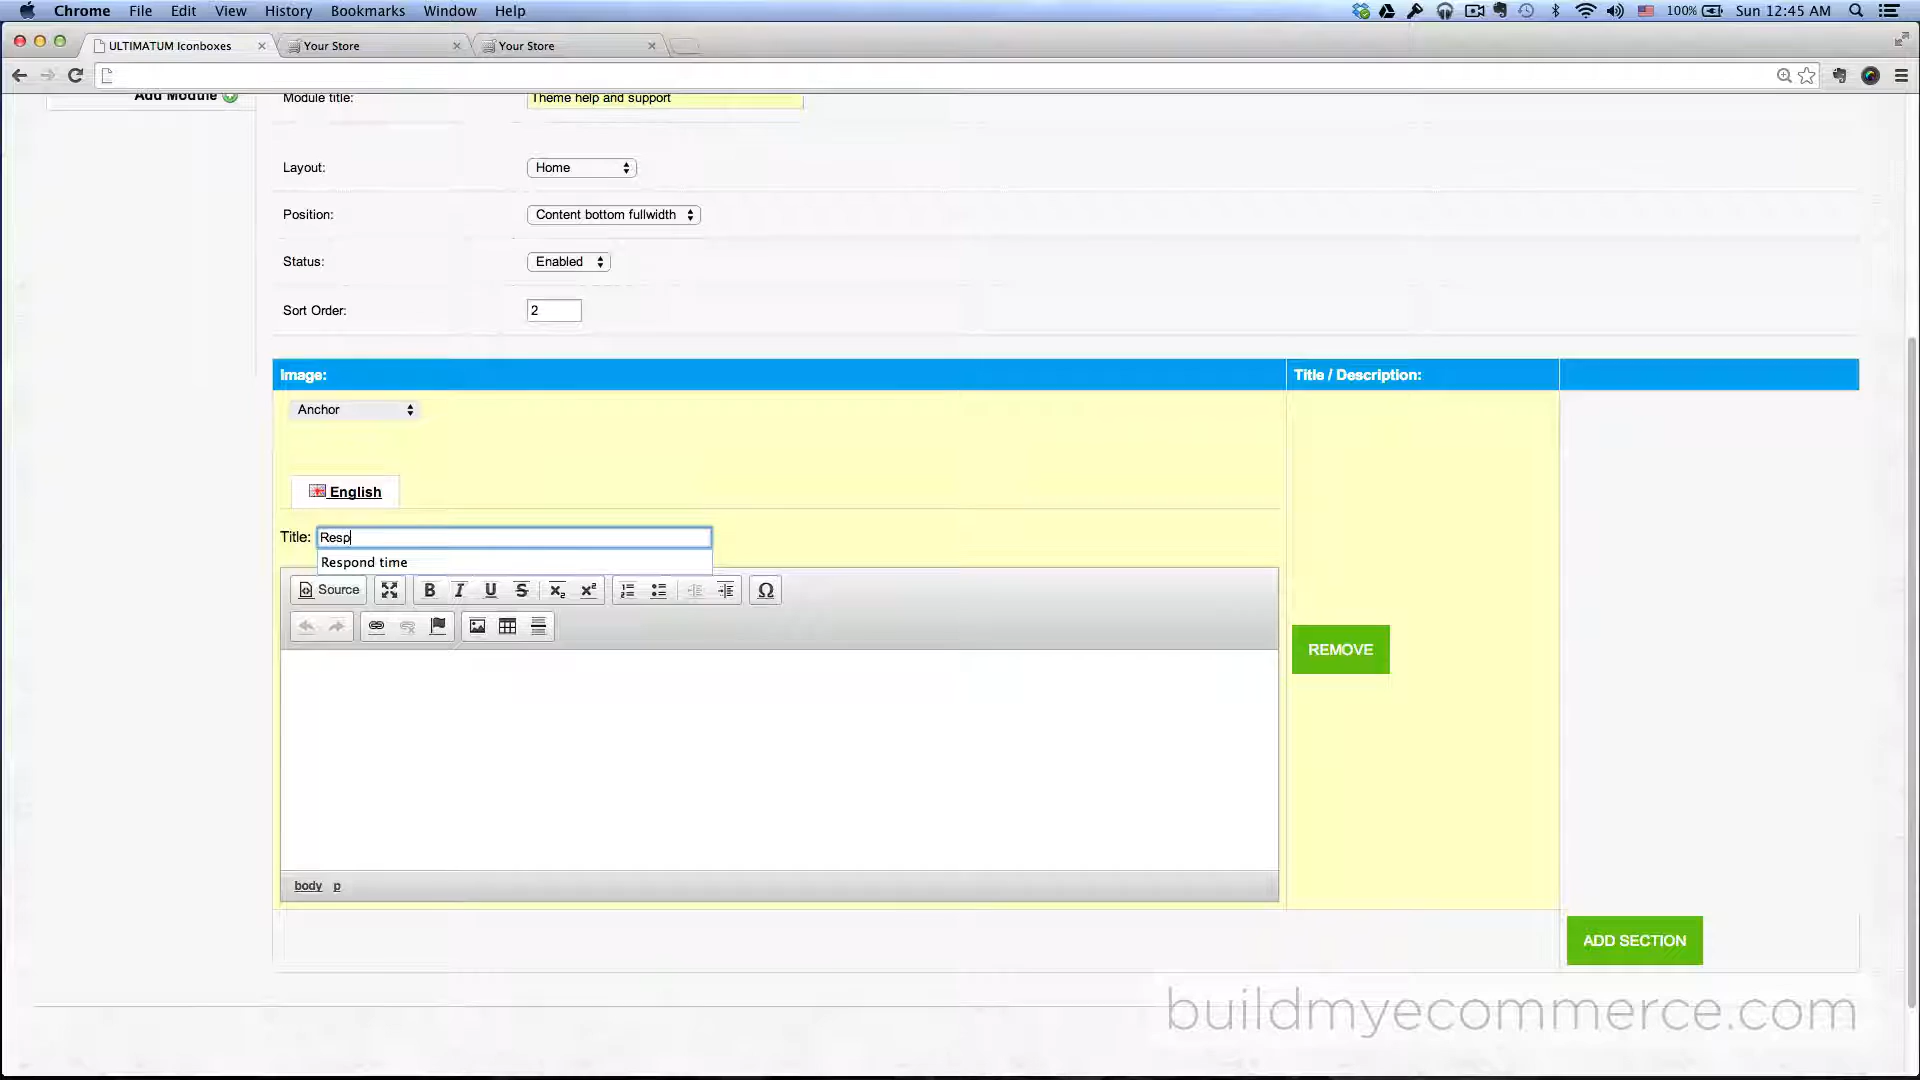 Chrome File Edit View History Bookmarks Window Help 100% Sun 12:45 AM
ULTIMATUM Iconboxes Your Store Your Store
Add Module Module title: Theme help and support
Layout: Home
Position: Content bottom fullwidth
Status: Enabled
Sort Order: 2
Image: Title / Description:
Anchor
English
Title: Resp
Respond time
Source B I U S x₂ x² Ω
REMOVE
body p
ADD SECTION
buildmyecommerce.com